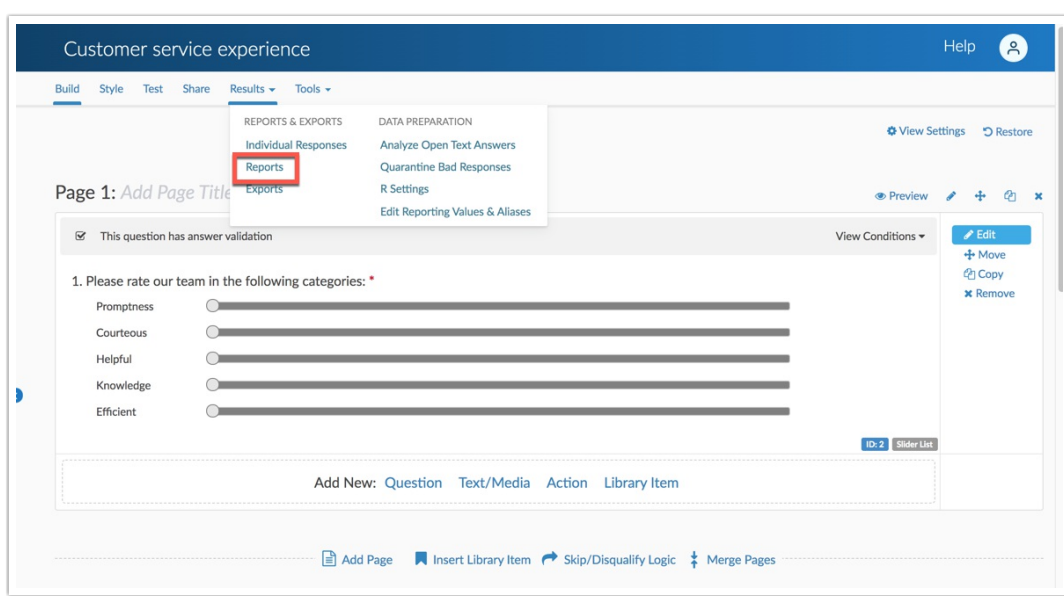 Customer service experience
Help
Build Style Test Share Results Tools
REPORTS & EXPORTS
Individual Responses
Reports
Exports
DATA PREPARATION
Analyze Open Text Answers
Quarantine Bad Responses
R Settings
Edit Reporting Values & Aliases
View Settings Restore
Page 1: Add Page Title
Preview
This question has answer validation
View Conditions
Edit
Move
Copy
Remove
1. Please rate our team in the following categories: *
Promptness
Courteous
Helpful
Knowledge
Efficient
ID: 2 Slider List
Add New: Question Text/Media Action Library Item
Add Page Insert Library Item Skip/Disqualify Logic Merge Pages